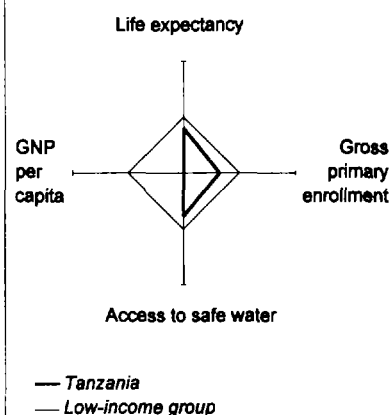 Life expectancy
GNP
per
capita
Gross
primary
enrollment
Access to safe water
Tanzania
Low-income group